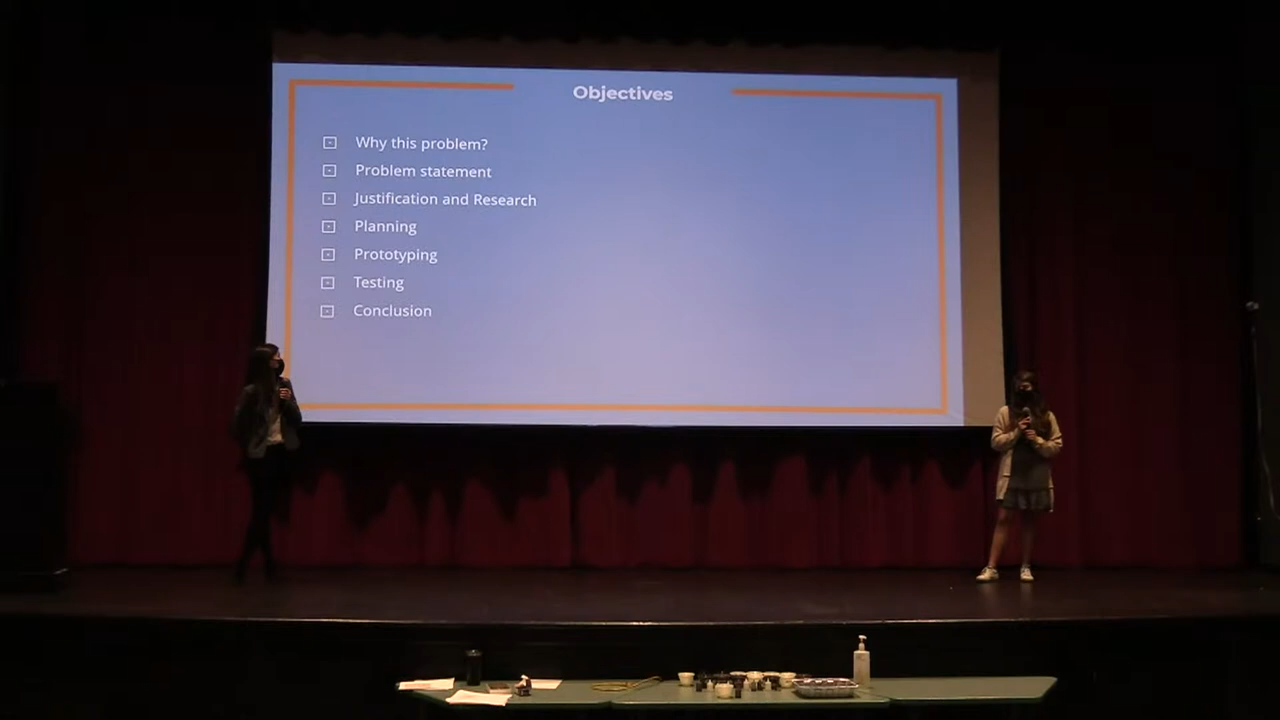 Objectives
Why this problem?
Problem statement
Justification and Research
Planning
Prototyping
Testing
Conclusion